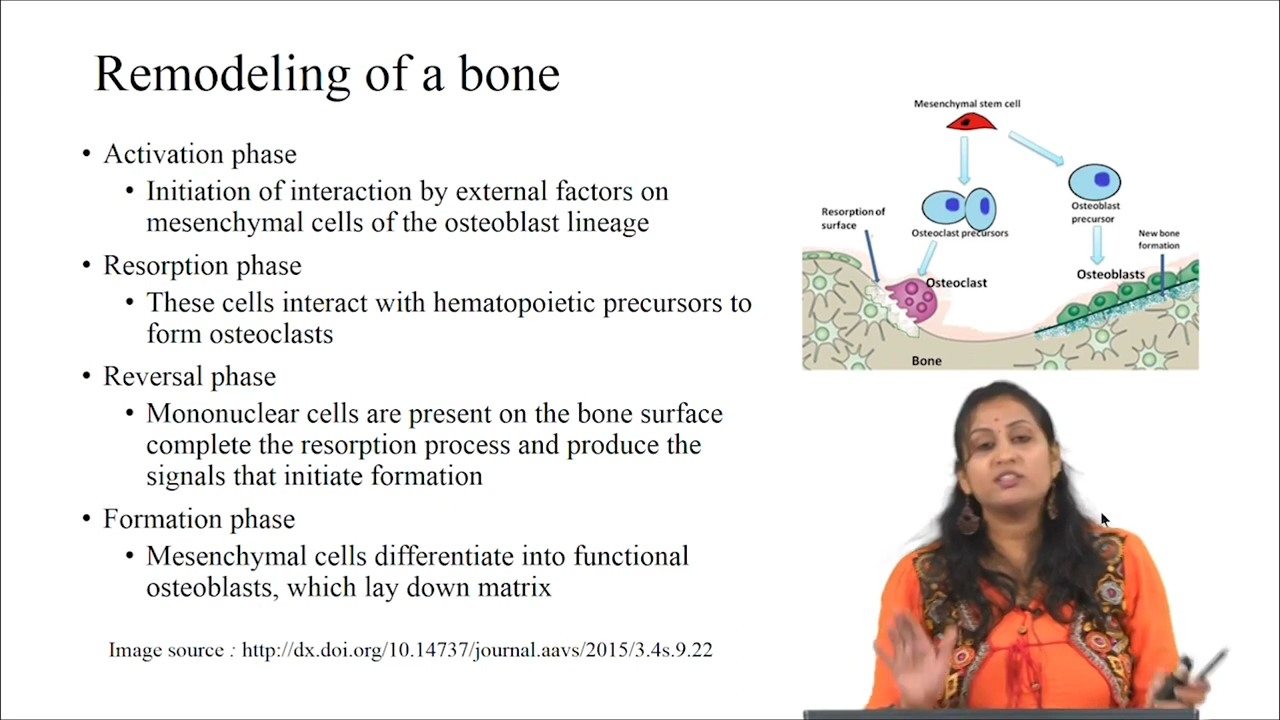 Remodeling of a bone
• Activation phase
• Initiation of interaction by external factors on
mesenchymal cells of the osteoblast lineage
• Resorption phase
• These cells interact with hematopoietic precursors to
form osteoclasts
• Reversal phase
• Mononuclear cells are present on the bone surface
complete the resorption process and produce the
signals that initiate formation
• Formation phase
• Mesenchymal cells differentiate into functional
osteoblasts, which lay down matrix
Image source : http://dx.doi.org/10.14737/journal.aavs/2015/3.4s.9.22
Mesenchymal stem cell
Osteoblast
precursor
Resorption of
surface
Osteoclast precursors
New bone
formation
Osteoclast
Osteoblasts
Bone